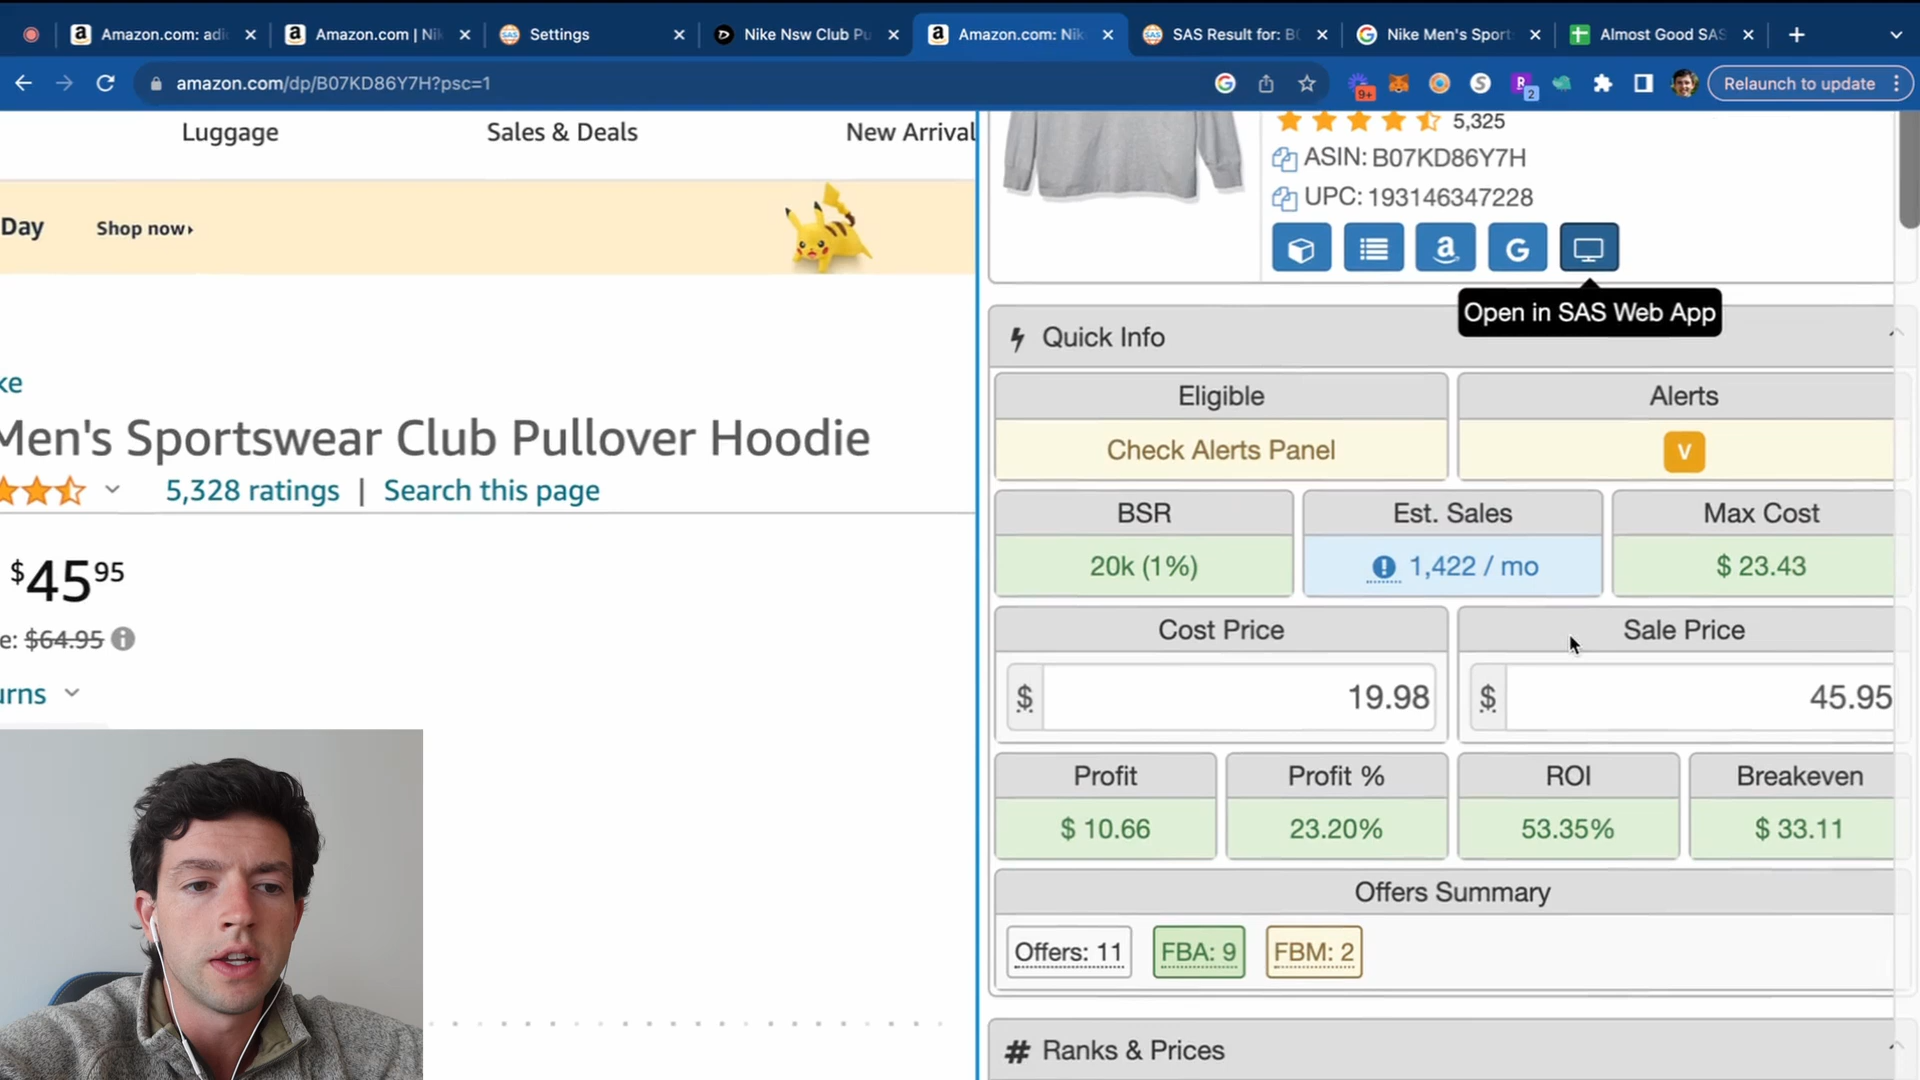 Amazon.com: adi
Amazon.com | Nik
Settings
Nike Nsw Club Pu
Amazon.com: Nik
SAS Result for: B0
Nike Men's Sport
Almost Good SAS
amazon.com/dp/B07KD86Y7H?psc=1
9+
2
Relaunch to update
Luggage
Sales & Deals
New Arrival
Day
Shop now
ke
Men's Sportswear Club Pullover Hoodie
5,328 ratings | Search this page
$45 95
e: $64.95
urns
5,325
ASIN: B07KD86Y7H
UPC: 193146347228
Open in SAS Web App
Quick Info
Eligible
Alerts
Check Alerts Panel
V
BSR
Est. Sales
Max Cost
20k (1%)
1,422 / mo
$ 23.43
Cost Price
Sale Price
$ 19.98
$ 45.95
Profit
Profit %
ROI
Breakeven
$ 10.66
23.20%
53.35%
$ 33.11
Offers Summary
Offers: 11
FBA: 9
FBM: 2
# Ranks & Prices